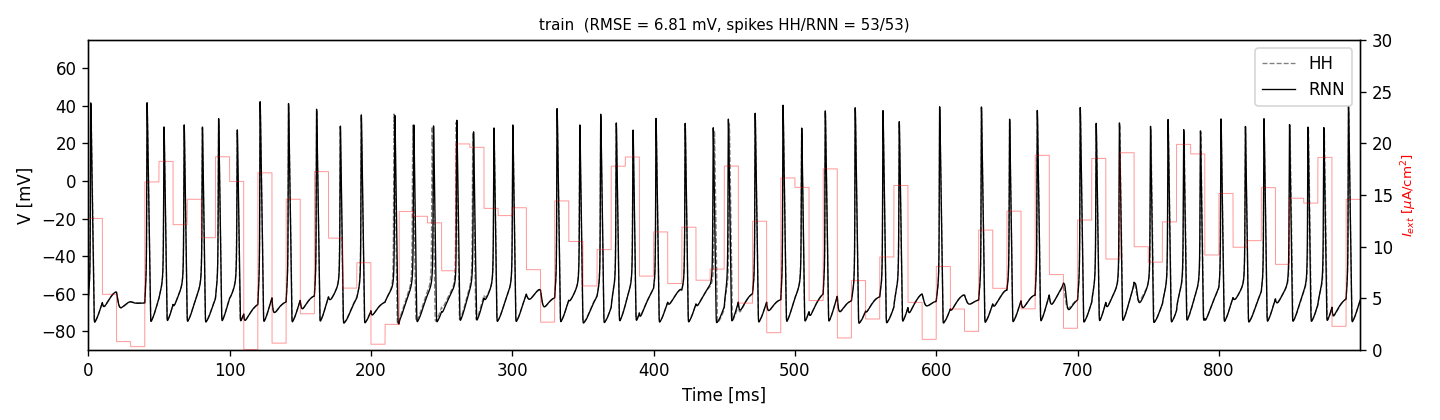 train  (RMSE = 6.81 mV, spikes HH/RNN = 53/53)
HH
RNN
V [mV]
60
40
20
0
−20
−40
−60
−80
30
25
20
15
10
5
0
I_ext [μA/cm²]
0 100 200 300 400 500 600 700 800
Time [ms]